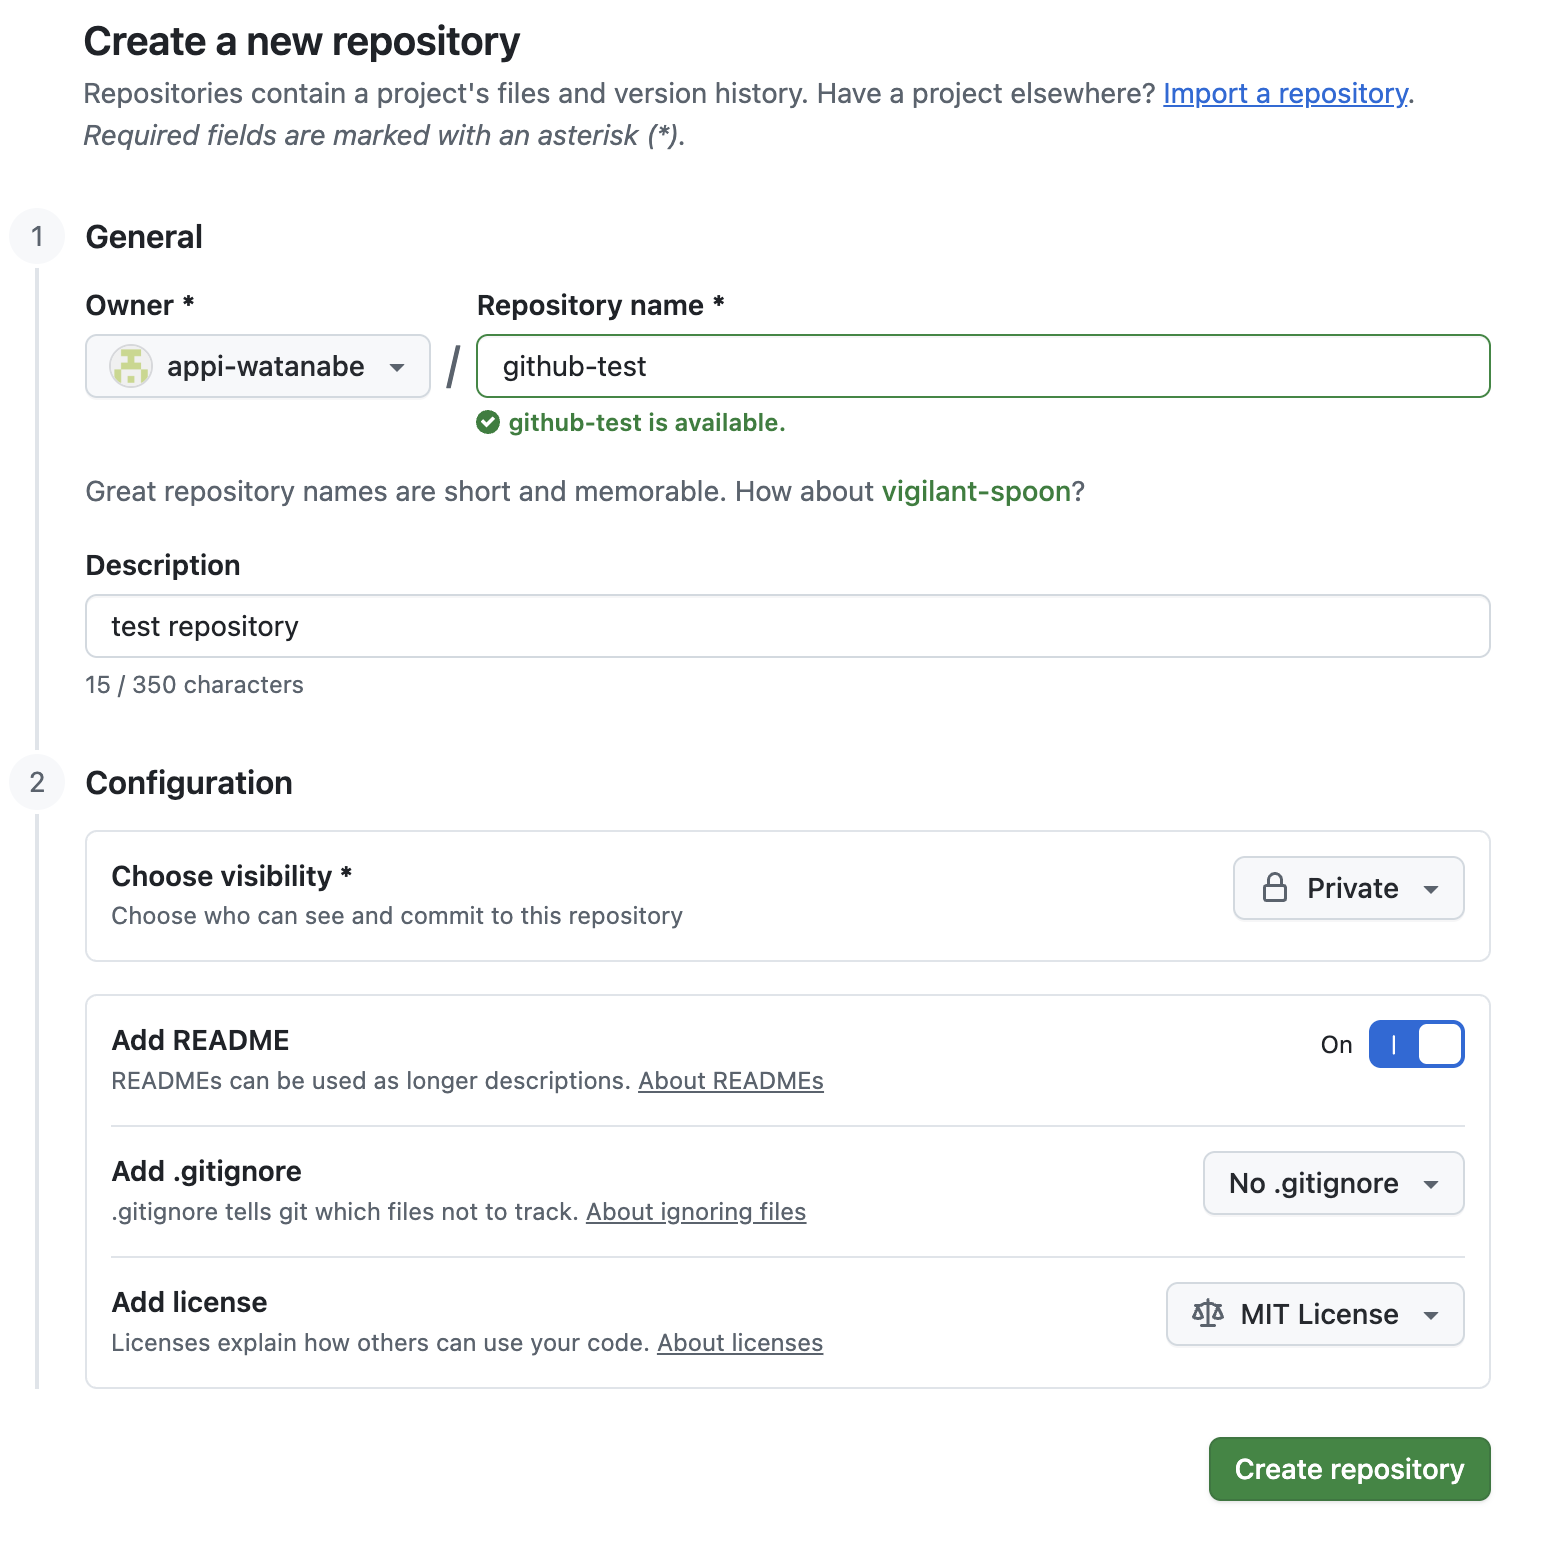 Create a new repository
Repositories contain a project's files and version history. Have a project elsewhere? Import a repository.
Required fields are marked with an asterisk (*).
1 General
Owner * Repository name *
appi-watanabe / github-test
github-test is available.
Great repository names are short and memorable. How about vigilant-spoon?
Description
test repository
15 / 350 characters
2 Configuration
Choose visibility *
Private
Choose who can see and commit to this repository
Add README
On
READMEs can be used as longer descriptions. About READMEs
Add .gitignore
No .gitignore
.gitignore tells git which files not to track. About ignoring files
Add license
MIT License
Licenses explain how others can use your code. About licenses
Create repository